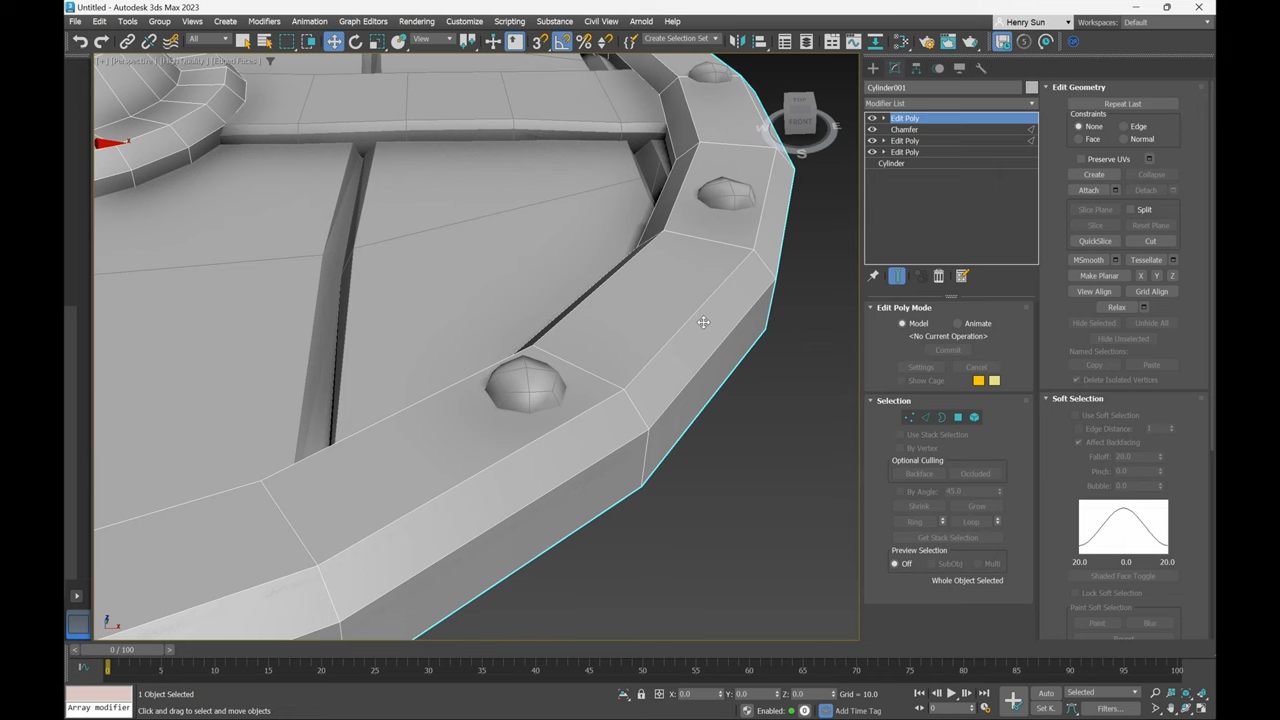 Untitled - Autodesk 3ds Max 2023
File Edit Tools Group Views Create Modifiers Animation Graph Editors Rendering Customize Scripting Substance Civil View Arnold Help
Henry Sun Workspaces: Default
All View Create Selection Set
TOP
FRONT
S
Cylinder001
Modifier List
Edit Poly
Chamfer
Edit Poly
Edit Poly
Cylinder
Edit Poly Mode
Model Animate
<No Current Operation>
Commit
Settings Cancel
Show Cage
Selection
Use Stack Selection
By Vertex
Optional Culling
Backface Occluded
By Angle: 45.0
Shrink Grow
Ring Loop
Get Stack Selection
Preview Selection
Off SubObj Multi
Whole Object Selected
Edit Geometry
Repeat Last
Constraints
None Edge
Face Normal
Preserve UVs
Create Collapse
Attach Detach
Slice Plane Split
Slice Reset Plane
QuickSlice Cut
MSmooth Tessellate
Make Planar X Y Z
View Align Grid Align
Relax
Hide Selected Unhide All
Hide Unselected
Named Selections:
Copy Paste
Delete Isolated Vertices
Soft Selection
Use Soft Selection
Edge Distance: 1
Affect Backfacing
Falloff: 20.0
Pinch: 0.0
Bubble: 0.0
20.0 0.0 20.0
Shaded Face Toggle
Lock Soft Selection
Paint Soft Selection
Paint Blur
0 / 100
0 5 10 15 20 25 30 35 40 45 50 55 60 65 70 75 80 85 90 95 100
Array modifier
1 Object Selected
Click and drag to select and move objects
X: 0.0 Y: 0.0 Z: 0.0 Grid = 10.0
Enabled: 0 Add Time Tag
0
Auto Selected
Set K. Filters...